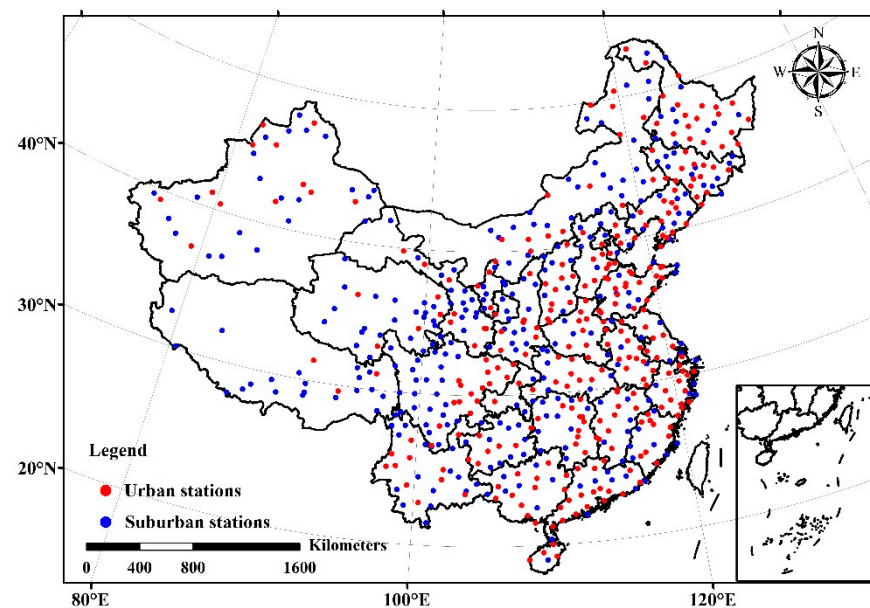 N
W E
S
40°N
30°N
20°N
Legend
Urban stations
Suburban stations
Kilometers
0 400 800 1600
80°E 100°E 120°E